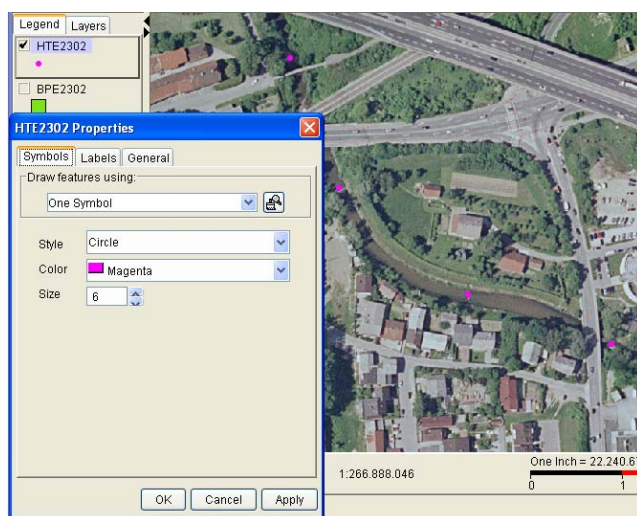 Legend Layers
HTE2302
BPE2302
HTE2302 Properties
Symbols Labels General
Draw features using:
One Symbol
Style Circle
Color Magenta
Size 6
OK Cancel Apply
1:266.888.046
One Inch = 22.240.67
0 1